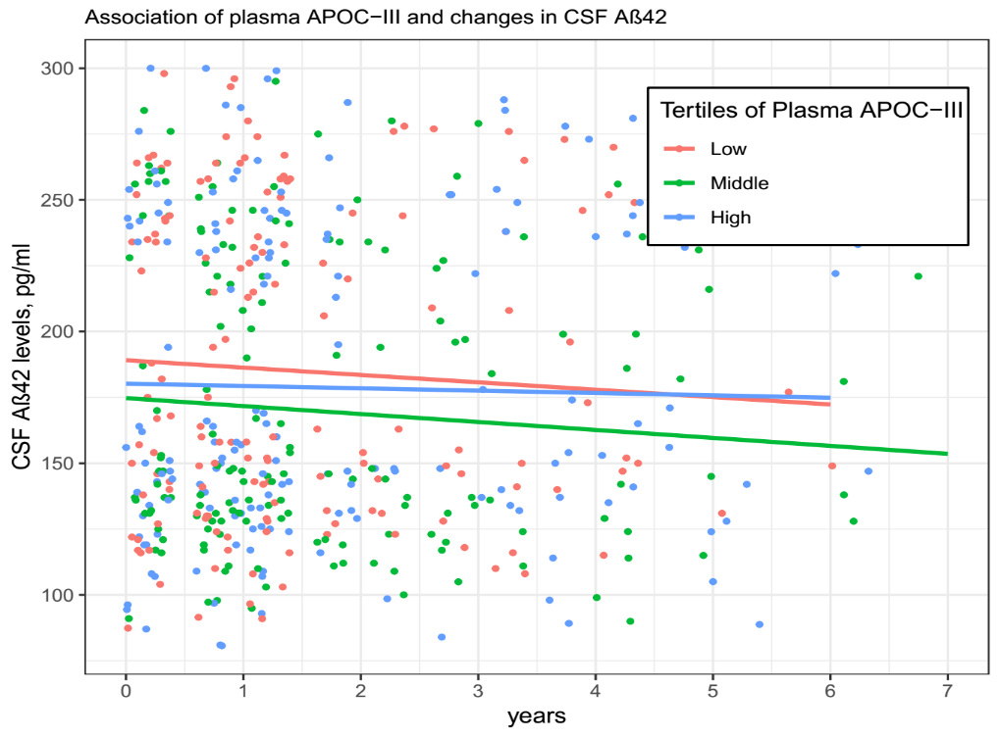 Association of plasma APOC−III and changes in CSF Aß42
CSF Aß42 levels, pg/ml
300
250
200
150
100
Tertiles of Plasma APOC−III
Low
Middle
High
0 1 2 3 4 5 6 7
years